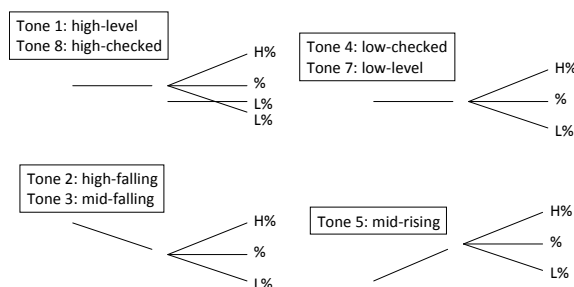 Tone 1: high-level
Tone 8: high-checked
H%
%
L%
L%
Tone 4: low-checked
Tone 7: low-level
H%
%
L%
Tone 2: high-falling
Tone 3: mid-falling
H%
%
L%
Tone 5: mid-rising
H%
%
L%